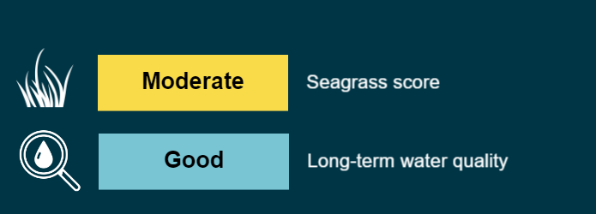 Moderate Seagrass score
Good Long-term water quality